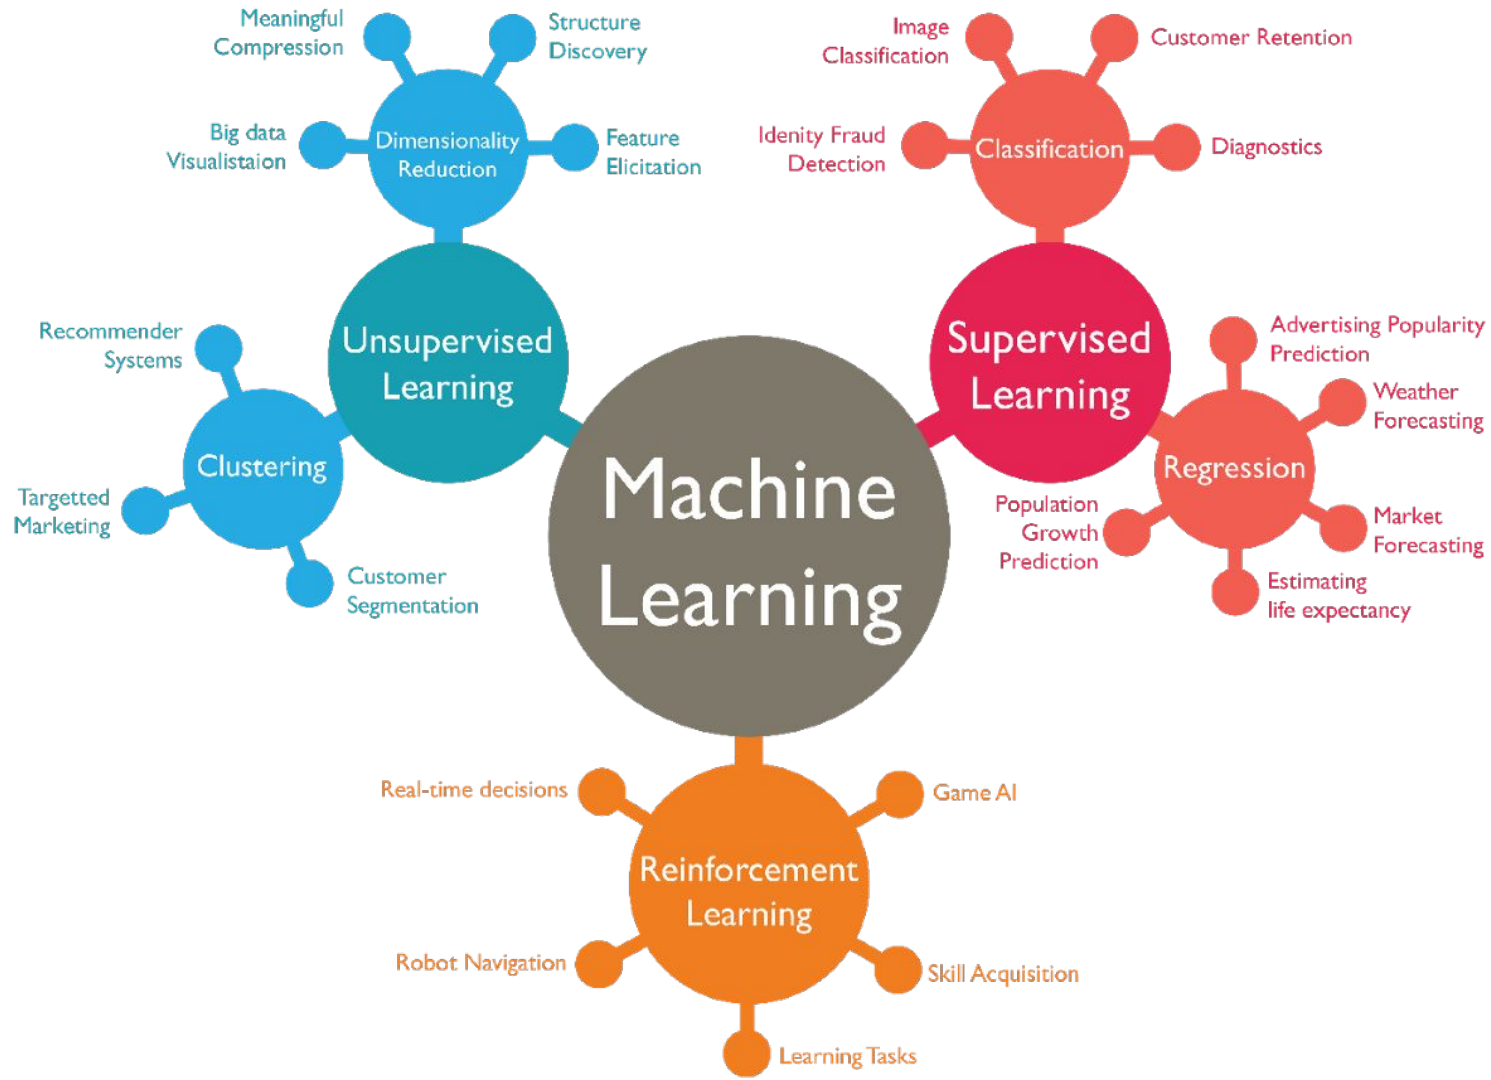 Meaningful
Compression
Structure
Discovery
Big data
Visualistaion
Dimensionality
Reduction
Feature
Elicitation
Image
Classification
Customer Retention
Idenity Fraud
Detection
Classification
Diagnostics
Unsupervised
Learning
Recommender
Systems
Clustering
Targetted
Marketing
Customer
Segmentation
Machine
Learning
Supervised
Learning
Advertising Popularity
Prediction
Weather
Forecasting
Regression
Population
Growth
Prediction
Market
Forecasting
Estimating
life expectancy
Real-time decisions
Game AI
Reinforcement
Learning
Robot Navigation
Skill Acquisition
Learning Tasks